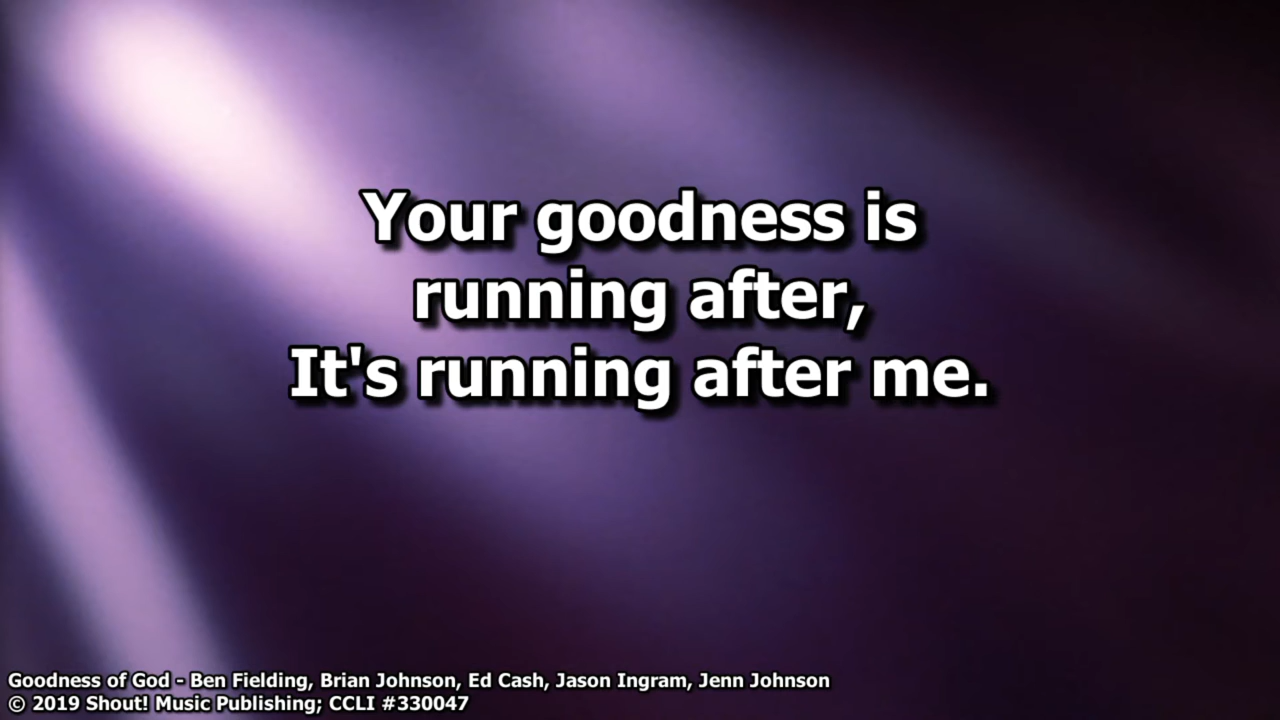 Your goodness is
running after,
It's running after me.
Goodness of God - Ben Fielding, Brian Johnson, Ed Cash, Jason Ingram, Jenn Johnson
© 2019 Shout! Music Publishing; CCLI #330047